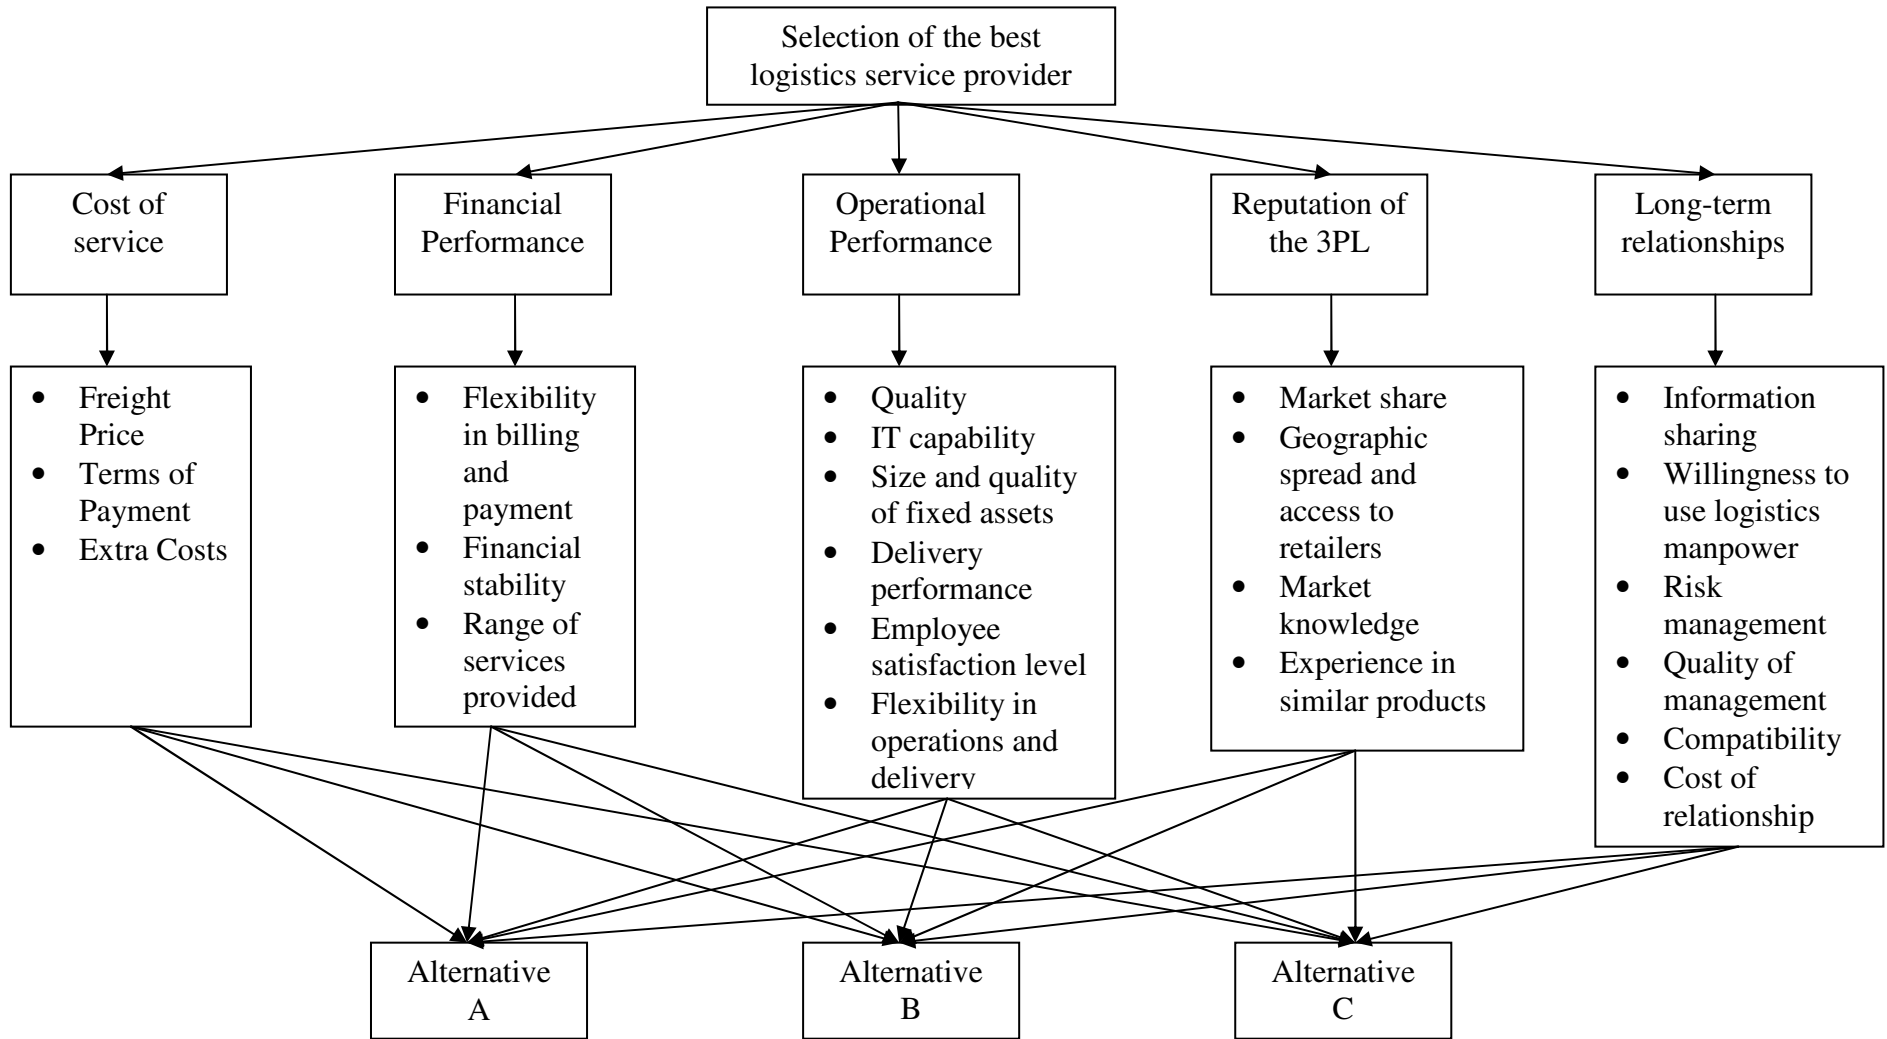 Selection of the best
logistics service provider
Cost of
service
Financial
Performance
Operational
Performance
Reputation of
the 3PL
Long-term
relationships
• Freight
Price
• Terms of
Payment
• Extra Costs
• Flexibility
in billing
and
payment
• Financial
stability
• Range of
services
provided
• Quality
• IT capability
• Size and quality
of fixed assets
• Delivery
performance
• Employee
satisfaction level
• Flexibility in
operations and
delivery
• Market share
• Geographic
spread and
access to
retailers
• Market
knowledge
• Experience in
similar products
• Information
sharing
• Willingness to
use logistics
manpower
• Risk
management
• Quality of
management
• Compatibility
• Cost of
relationship
Alternative
A
Alternative
B
Alternative
C